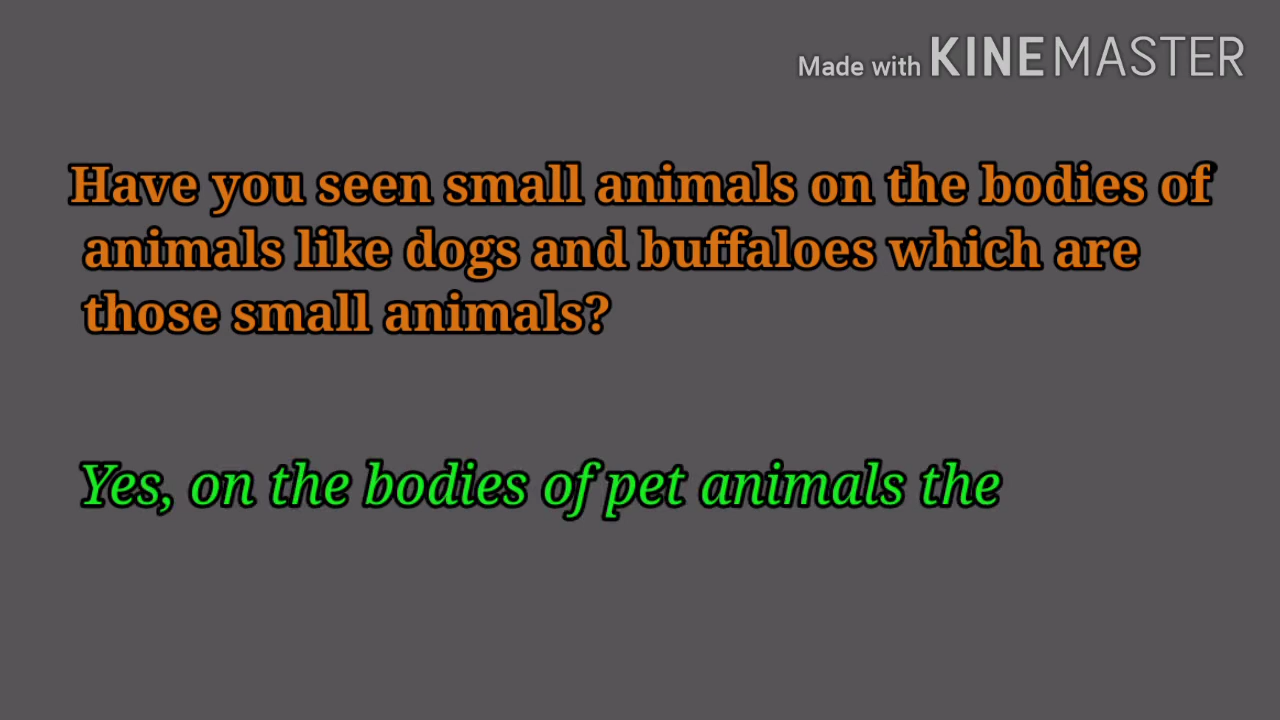 Made with KINEMASTER
Have you seen small animals on the bodies of
animals like dogs and buffaloes which are
those small animals?
Yes, on the bodies of pet animals the